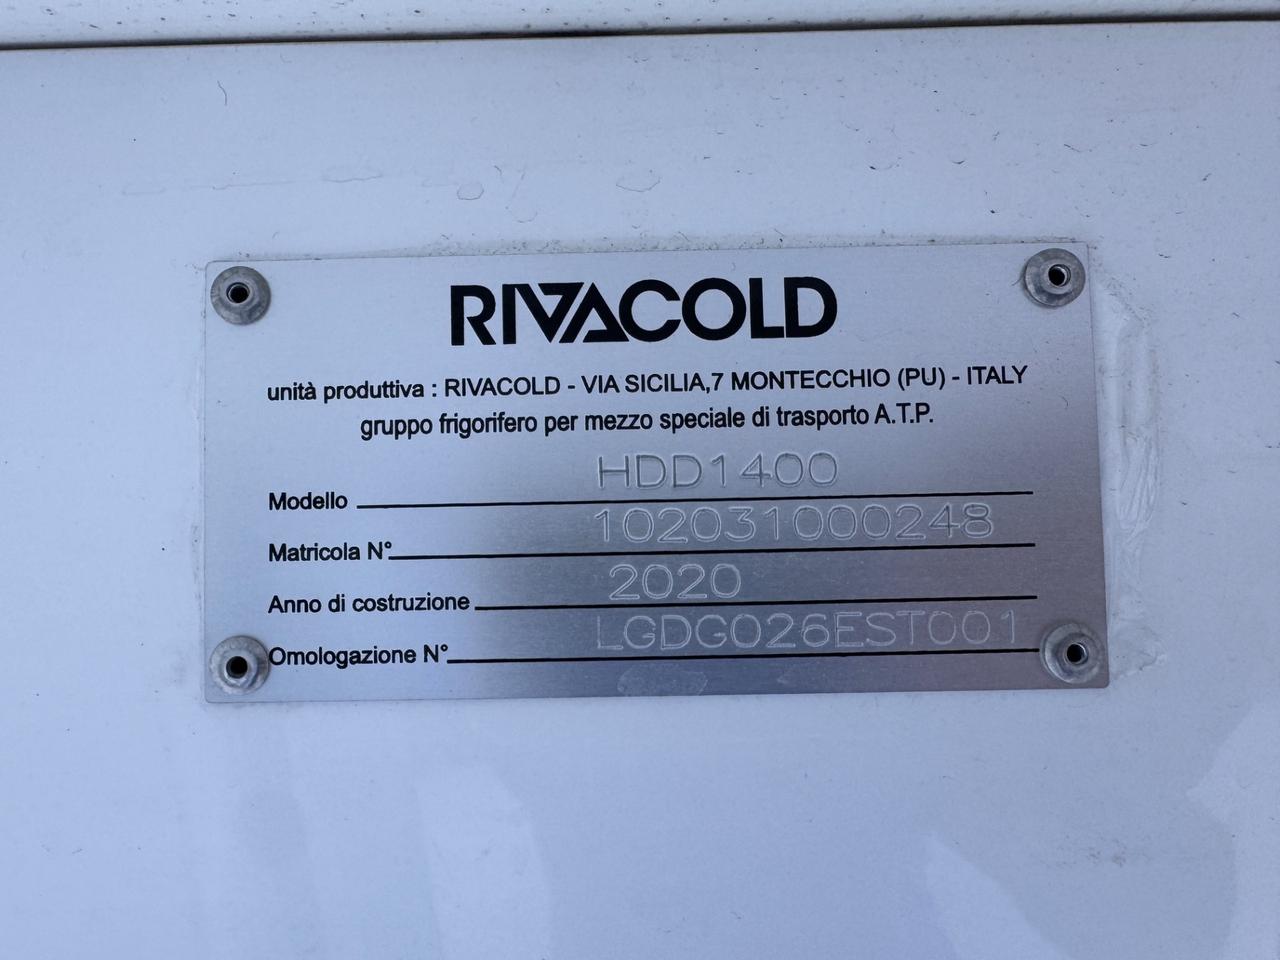 RIVACOLD
unità produttiva : RIVACOLD - VIA SICILIA,7 MONTECCHIO (PU) - ITALY
gruppo frigorifero per mezzo speciale di trasporto A.T.P.
Modello HDD1400
Matricola N° 102031000248
Anno di costruzione 2020
Omologazione N° LGDG026EST001